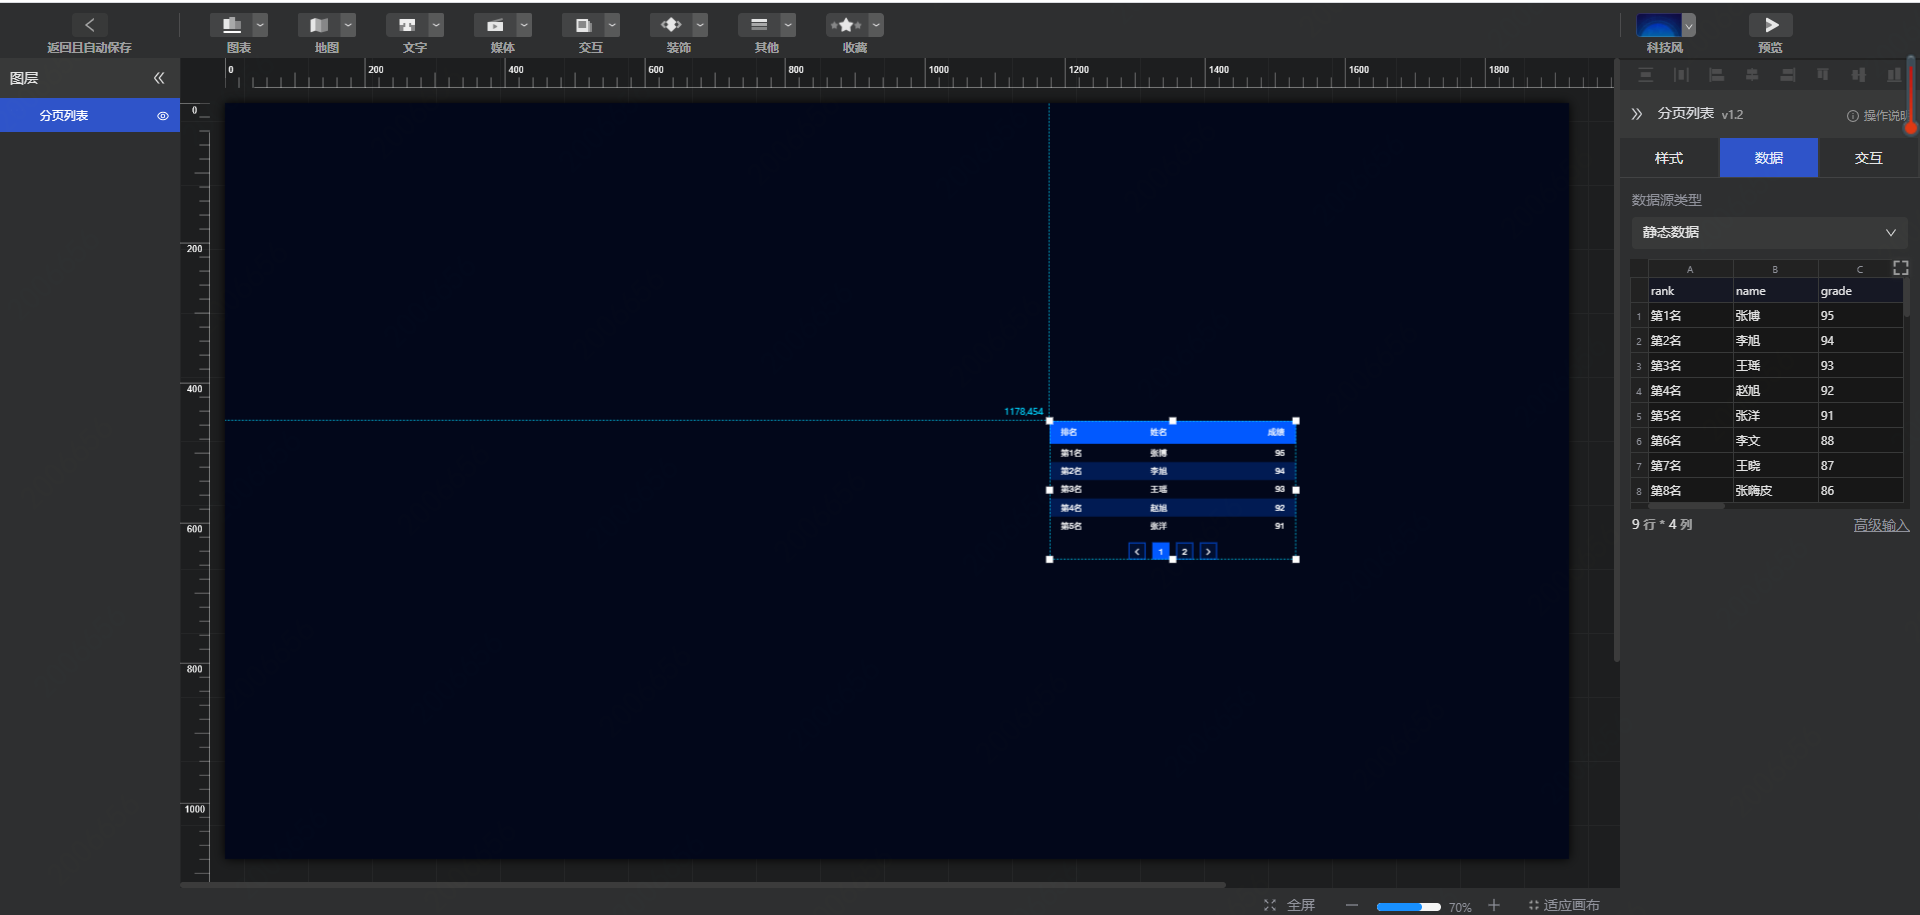 返回且自动保存
图表
地图
文字
媒体
交互
装饰
其他
收藏
科技风
预览
图层
分页列表
0 200 400 600 800 1000 1200 1400 1600 1800
0
200
400
600
800
1000
1178,454
排名 姓名 成绩
第1名 张博 95
第2名 李旭 94
第3名 王瑶 93
第4名 赵旭 92
第5名 张洋 91
1 2
分页列表 v1.2
操作说明
样式 数据 交互
数据源类型
静态数据
A B C
rank name grade
1 第1名 张博 95
2 第2名 李旭 94
3 第3名 王瑶 93
4 第4名 赵旭 92
5 第5名 张洋 91
6 第6名 李文 88
7 第7名 王晓 87
8 第8名 张嗨皮 86
9 行 * 4 列
高级输入
全屏
70%
适应画布